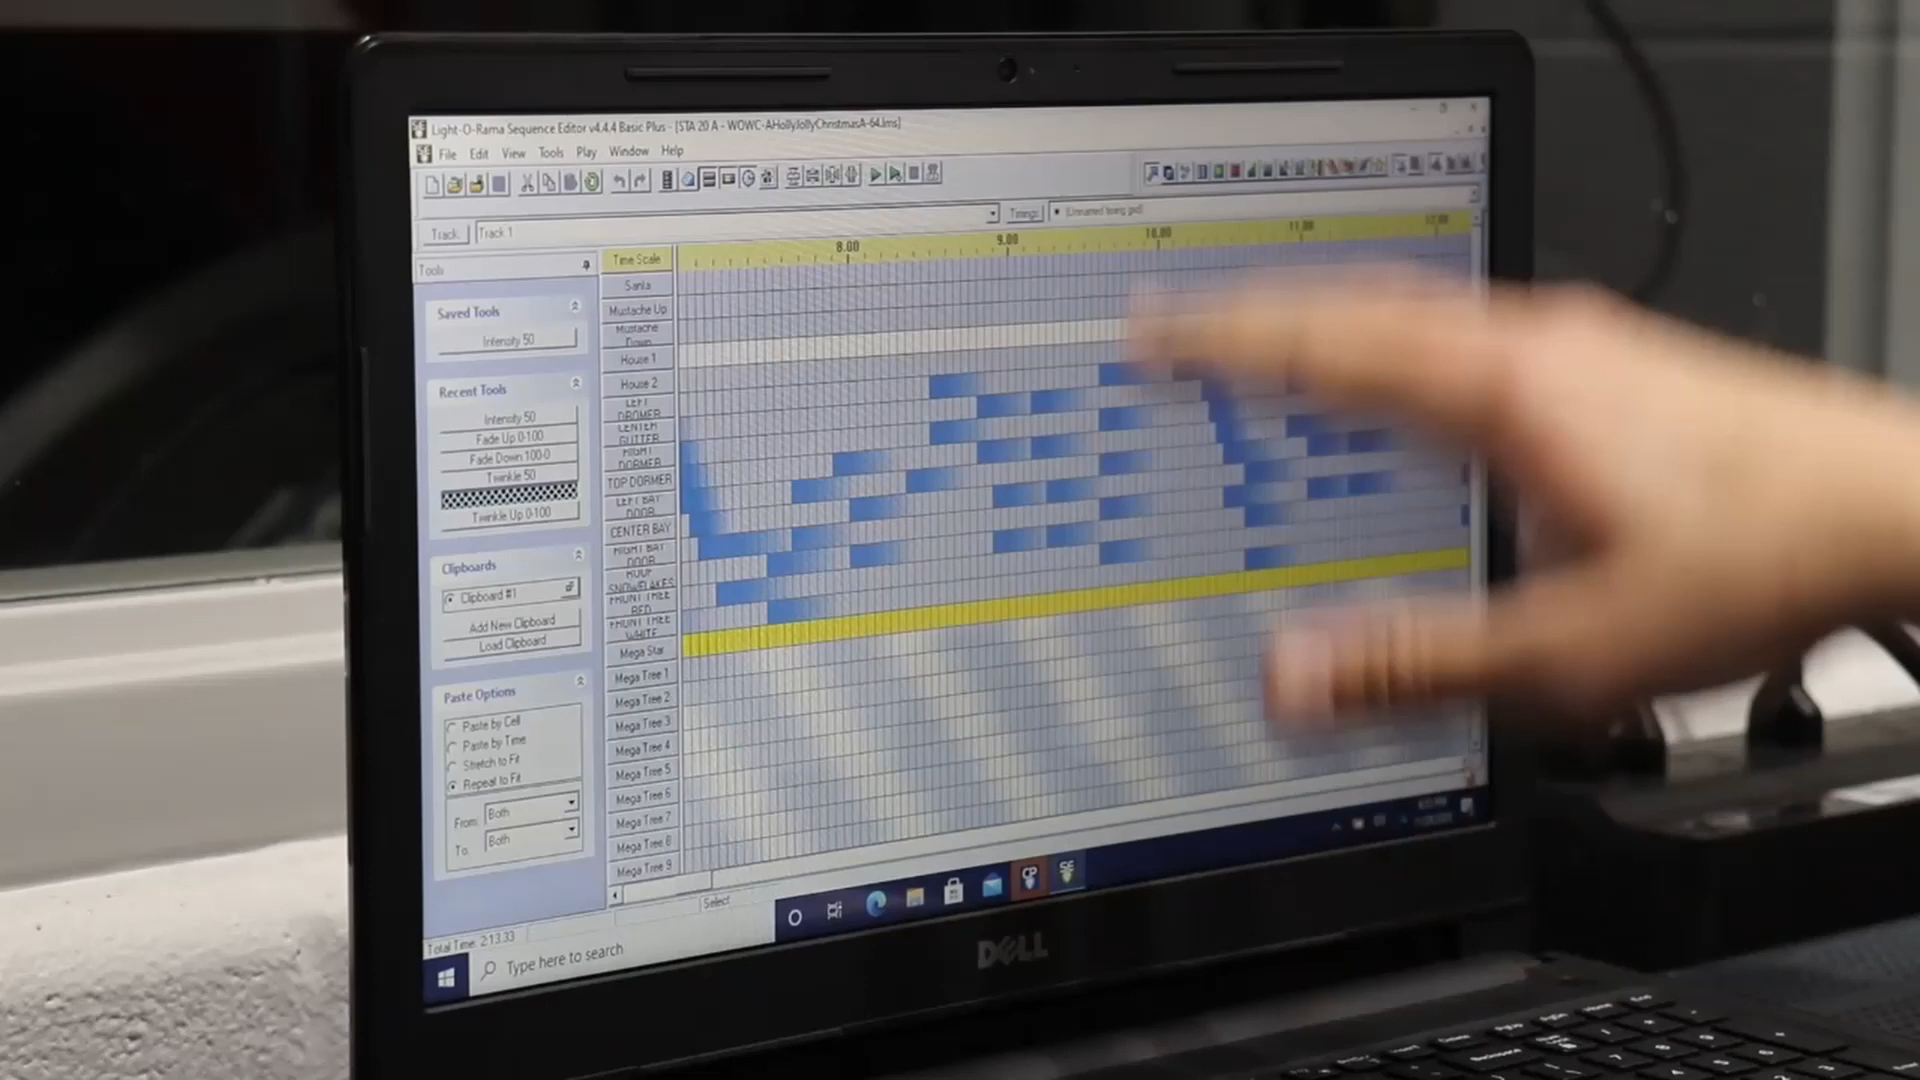 Light-O-Rama Sequence Editor v4.4.4 Basic Plus - [STA 20 A - WOWC-AHollyJollyChristmasA-64.lms]
File Edit View Tools Play Window Help
Track: Track 1 Timing: (Unnamed timing grid)
Tools
Time Scale 8.00 9.00 10.00 11.00 12.00
Santa
Mustache Up
Mustache
Down
House 1
House 2
LEFT
DROMER
CENTER
GUTTER
RIGHT
DORMER
TOP DORMER
LEFT BAY
DOOR
CENTER BAY
RIGHT BAY
DOOR
ROOF
SNOWFLAKES
FRONT TREE
RED
FRONT TREE
WHITE
Mega Star
Mega Tree 1
Mega Tree 2
Mega Tree 3
Mega Tree 4
Mega Tree 5
Mega Tree 6
Mega Tree 7
Mega Tree 8
Mega Tree 9
Saved Tools
Intensity 50
Recent Tools
Intensity 50
Fade Up 0-100
Fade Down 100-0
Twinkle 50
Twinkle Up 0-100
Clipboards
Clipboard #1
Add New Clipboard
Load Clipboard
Paste Options
Paste by Cell
Paste by Time
Stretch to Fit
Repeat to Fit
From: Both
To: Both
Select
Total Time: 2:13.33
Type here to search
DELL